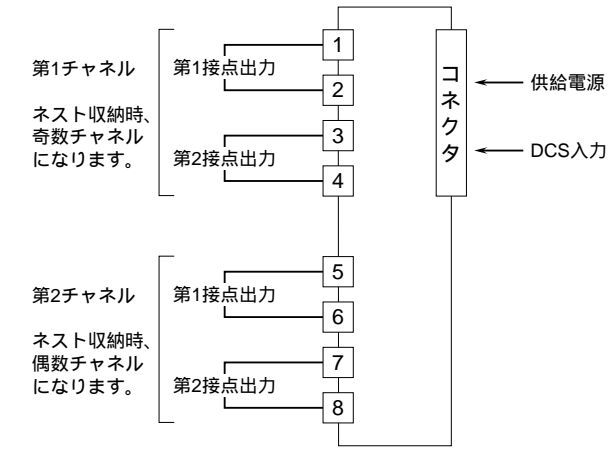 第1チャネル
ネスト収納時、
奇数チャネル
になります。
第1接点出力
第2接点出力
1
2
3
4
コネクタ
供給電源
DCS入力
第2チャネル
ネスト収納時、
偶数チャネル
になります。
第1接点出力
第2接点出力
5
6
7
8